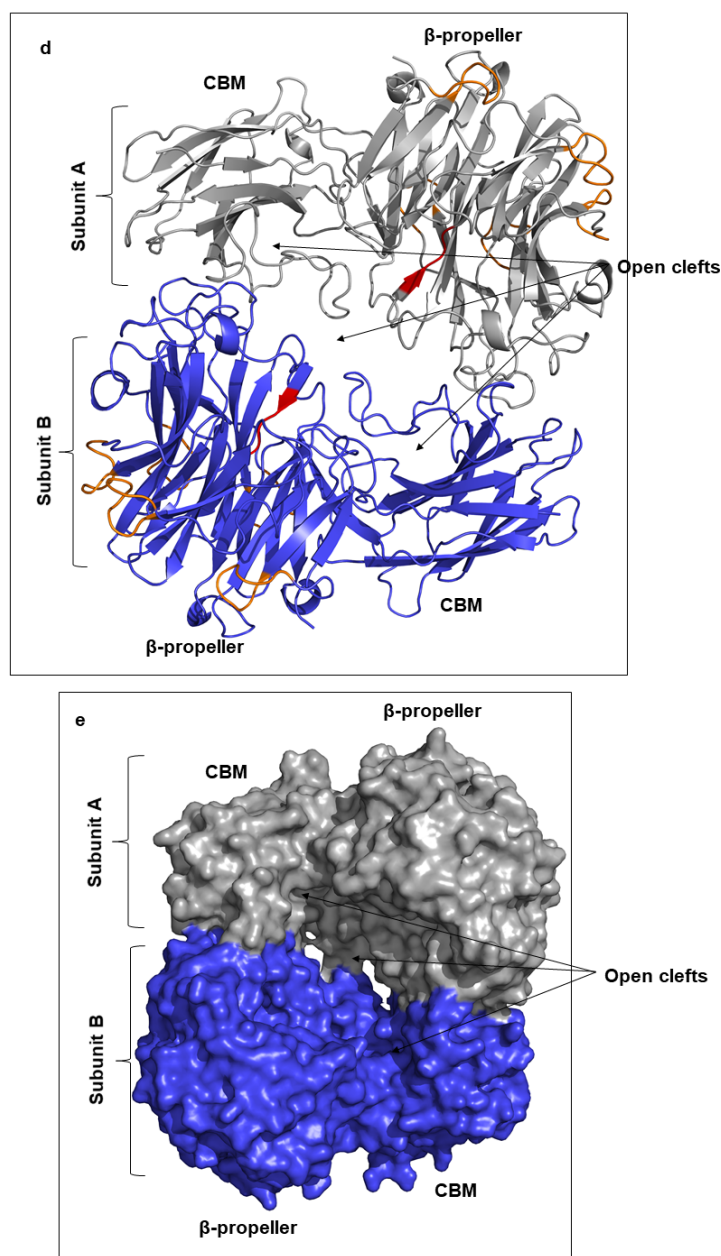 d
β-propeller
CBM
Subunit A
Open clefts
Subunit B
CBM
β-propeller
e
β-propeller
CBM
Subunit A
Open clefts
Subunit B
CBM
β-propeller